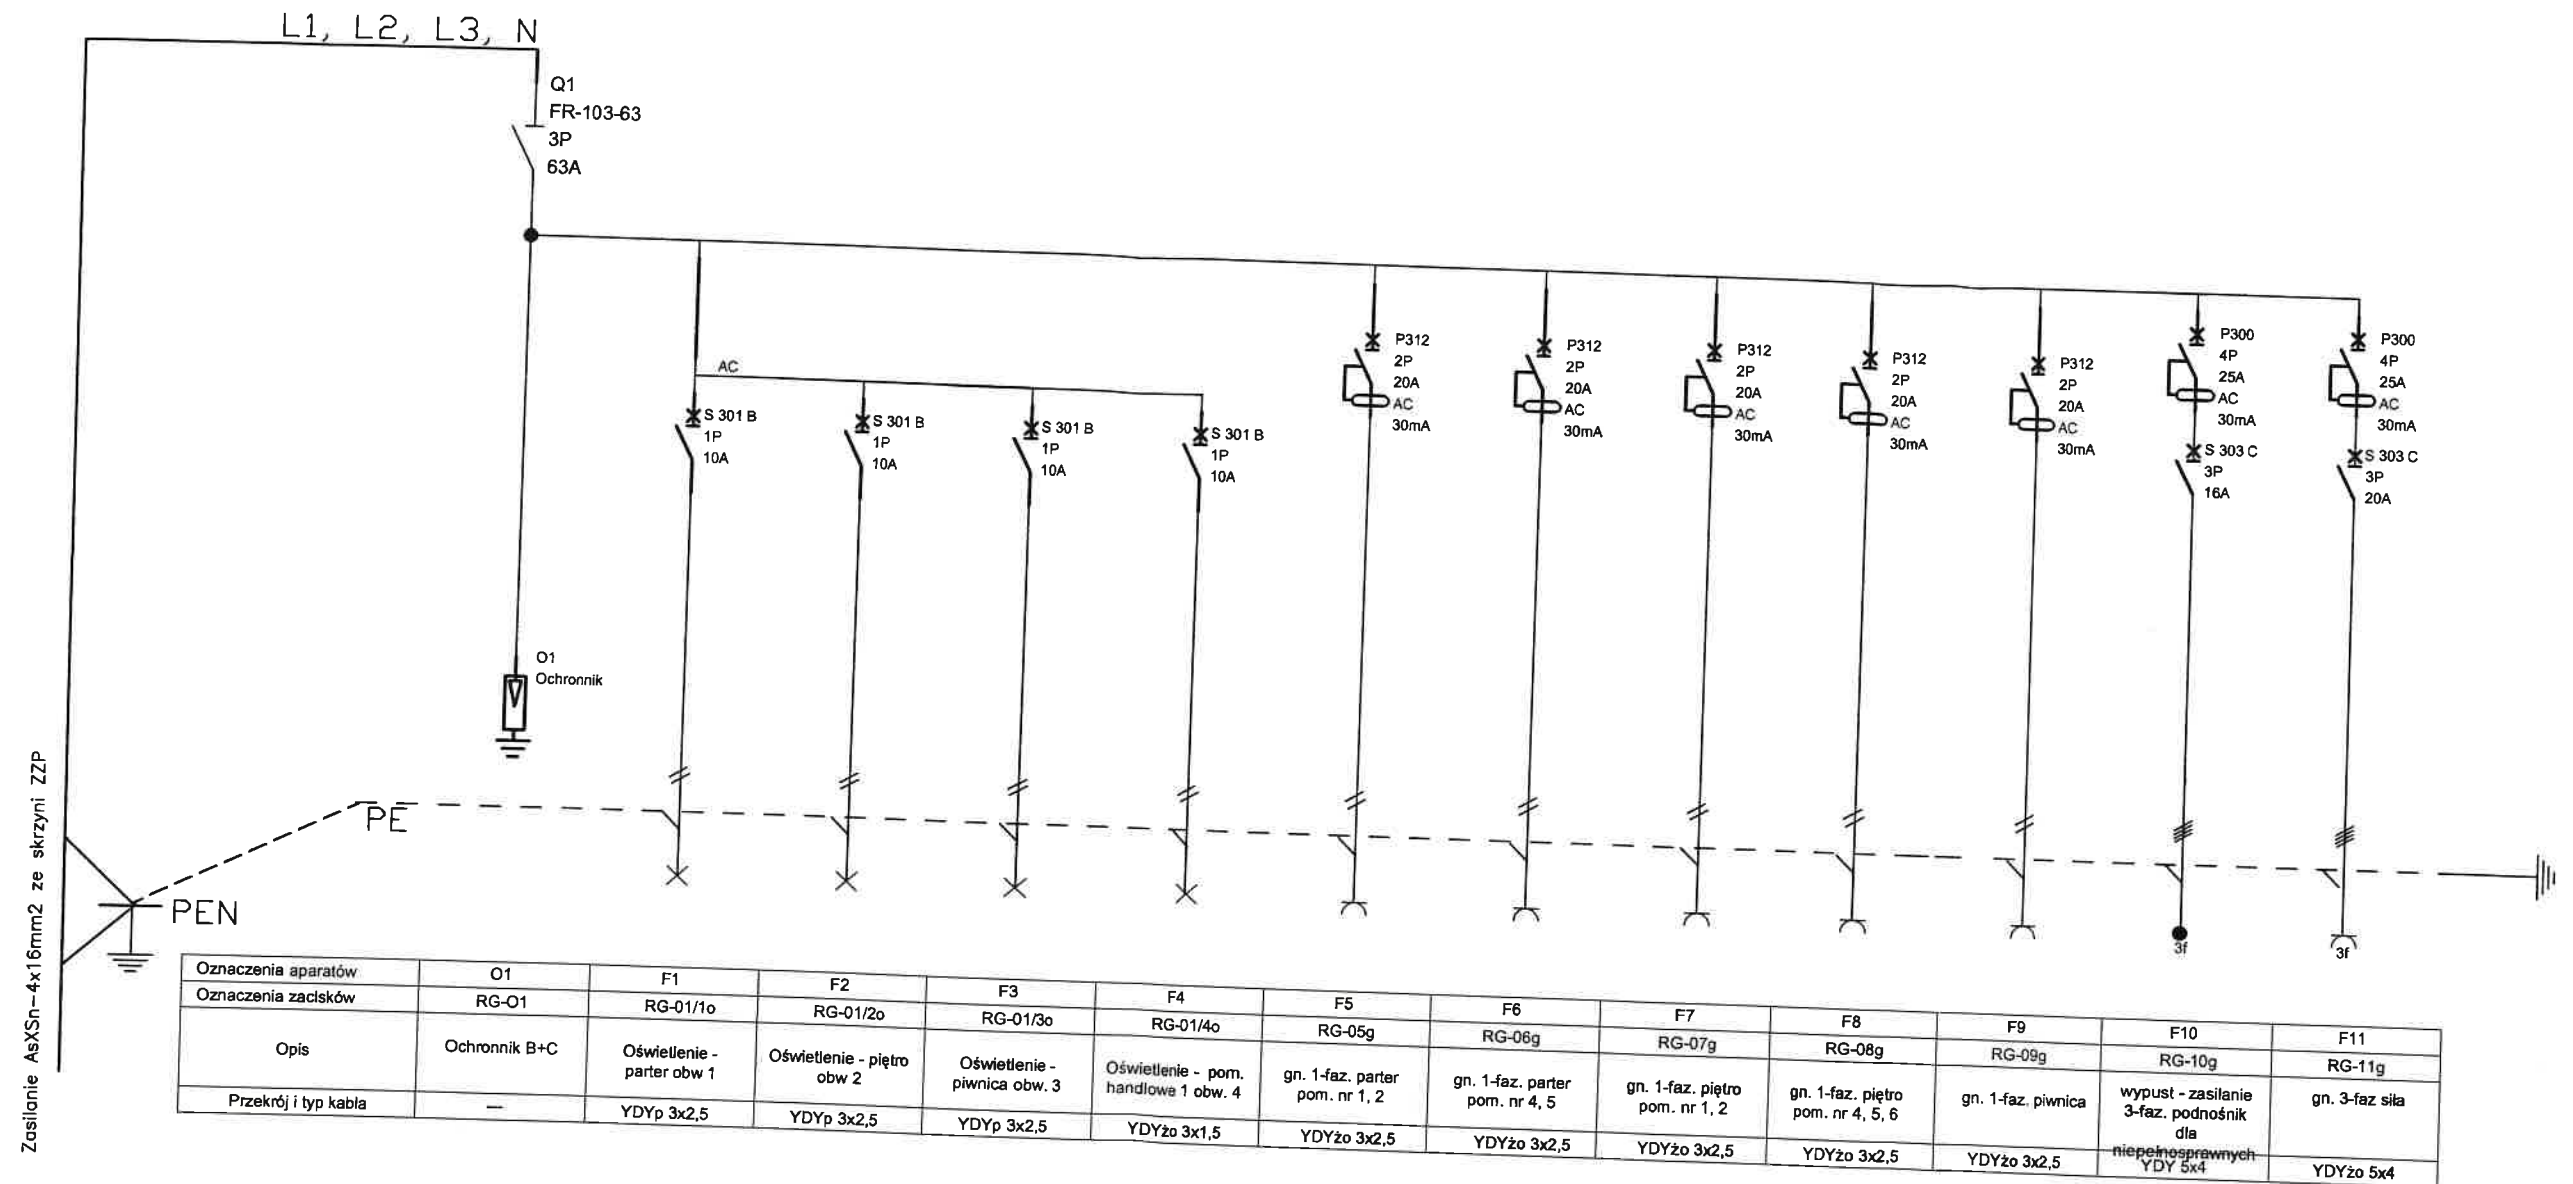 L1, L2, L3, N
Q1
FR-103-63
3P
63A
AC
S 301 B
1P
10A
S 301 B
1P
10A
S 301 B
1P
10A
S 301 B
1P
10A
P312
2P
20A
AC
30mA
P312
2P
20A
AC
30mA
P312
2P
20A
AC
30mA
P312
2P
20A
AC
30mA
P312
2P
20A
AC
30mA
P300
4P
25A
AC
30mA
S 303 C
3P
16A
P300
4P
25A
AC
30mA
S 303 C
3P
20A
O1
Ochronnik
Zasilanie AsXSn-4x16mm2 ze skrzyni ZZP
PE
PEN
3f
3f
Oznaczenia aparatów O1 F1 F2 F3 F4 F5 F6 F7 F8 F9 F10 F11
Oznaczenia zacisków RG-O1 RG-01/1o RG-01/2o RG-01/3o RG-01/4o RG-05g RG-06g RG-07g RG-08g RG-09g RG-10g RG-11g
Opis
Ochronnik B+C
Oświetlenie -
parter obw 1
Oświetlenie - piętro
obw 2
Oświetlenie -
piwnica obw. 3
Oświetlenie - pom.
handlowe 1 obw. 4
gn. 1-faz. parter
pom. nr 1, 2
gn. 1-faz. parter
pom. nr 4, 5
gn. 1-faz. piętro
pom. nr 1, 2
gn. 1-faz. piętro
pom. nr 4, 5, 6
gn. 1-faz. piwnica
wypust - zasilanie
3-faz. podnośnik
dla
niepełnosprawnych
gn. 3-faz siła
Przekrój i typ kabla — YDYp 3x2,5 YDYp 3x2,5 YDYp 3x2,5 YDYżo 3x1,5 YDYżo 3x2,5 YDYżo 3x2,5 YDYżo 3x2,5 YDYżo 3x2,5 YDYżo 3x2,5 YDY 5x4 YDYżo 5x4